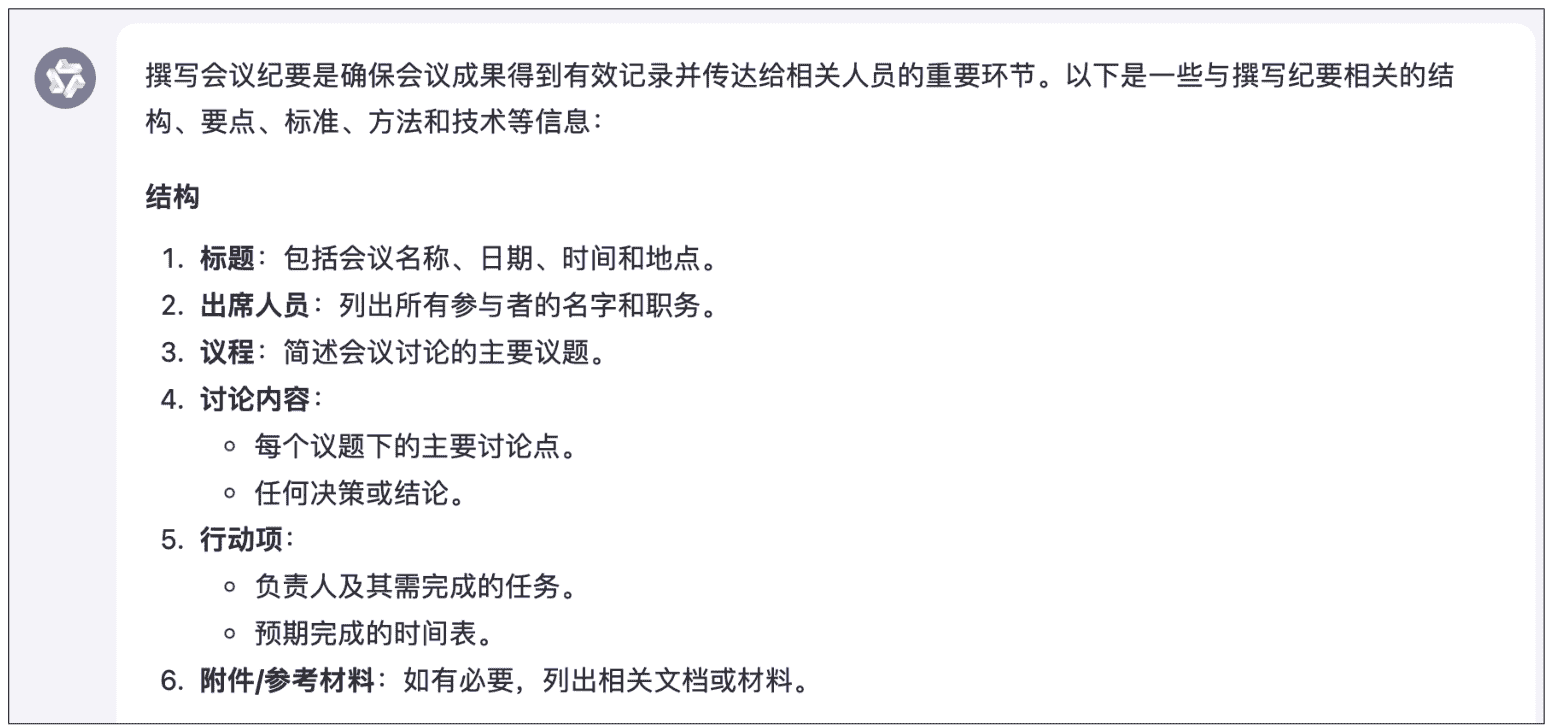 撰写会议纪要是确保会议成果得到有效记录并传达给相关人员的重要环节。以下是一些与撰写纪要相关的结
构、要点、标准、方法和技术等信息：
结构
1. 标题：包括会议名称、日期、时间和地点。
2. 出席人员：列出所有参与者的名字和职务。
3. 议程：简述会议讨论的主要议题。
4. 讨论内容：
◦ 每个议题下的主要讨论点。
◦ 任何决策或结论。
5. 行动项：
◦ 负责人及其需完成的任务。
◦ 预期完成的时间表。
6. 附件/参考材料：如有必要，列出相关文档或材料。